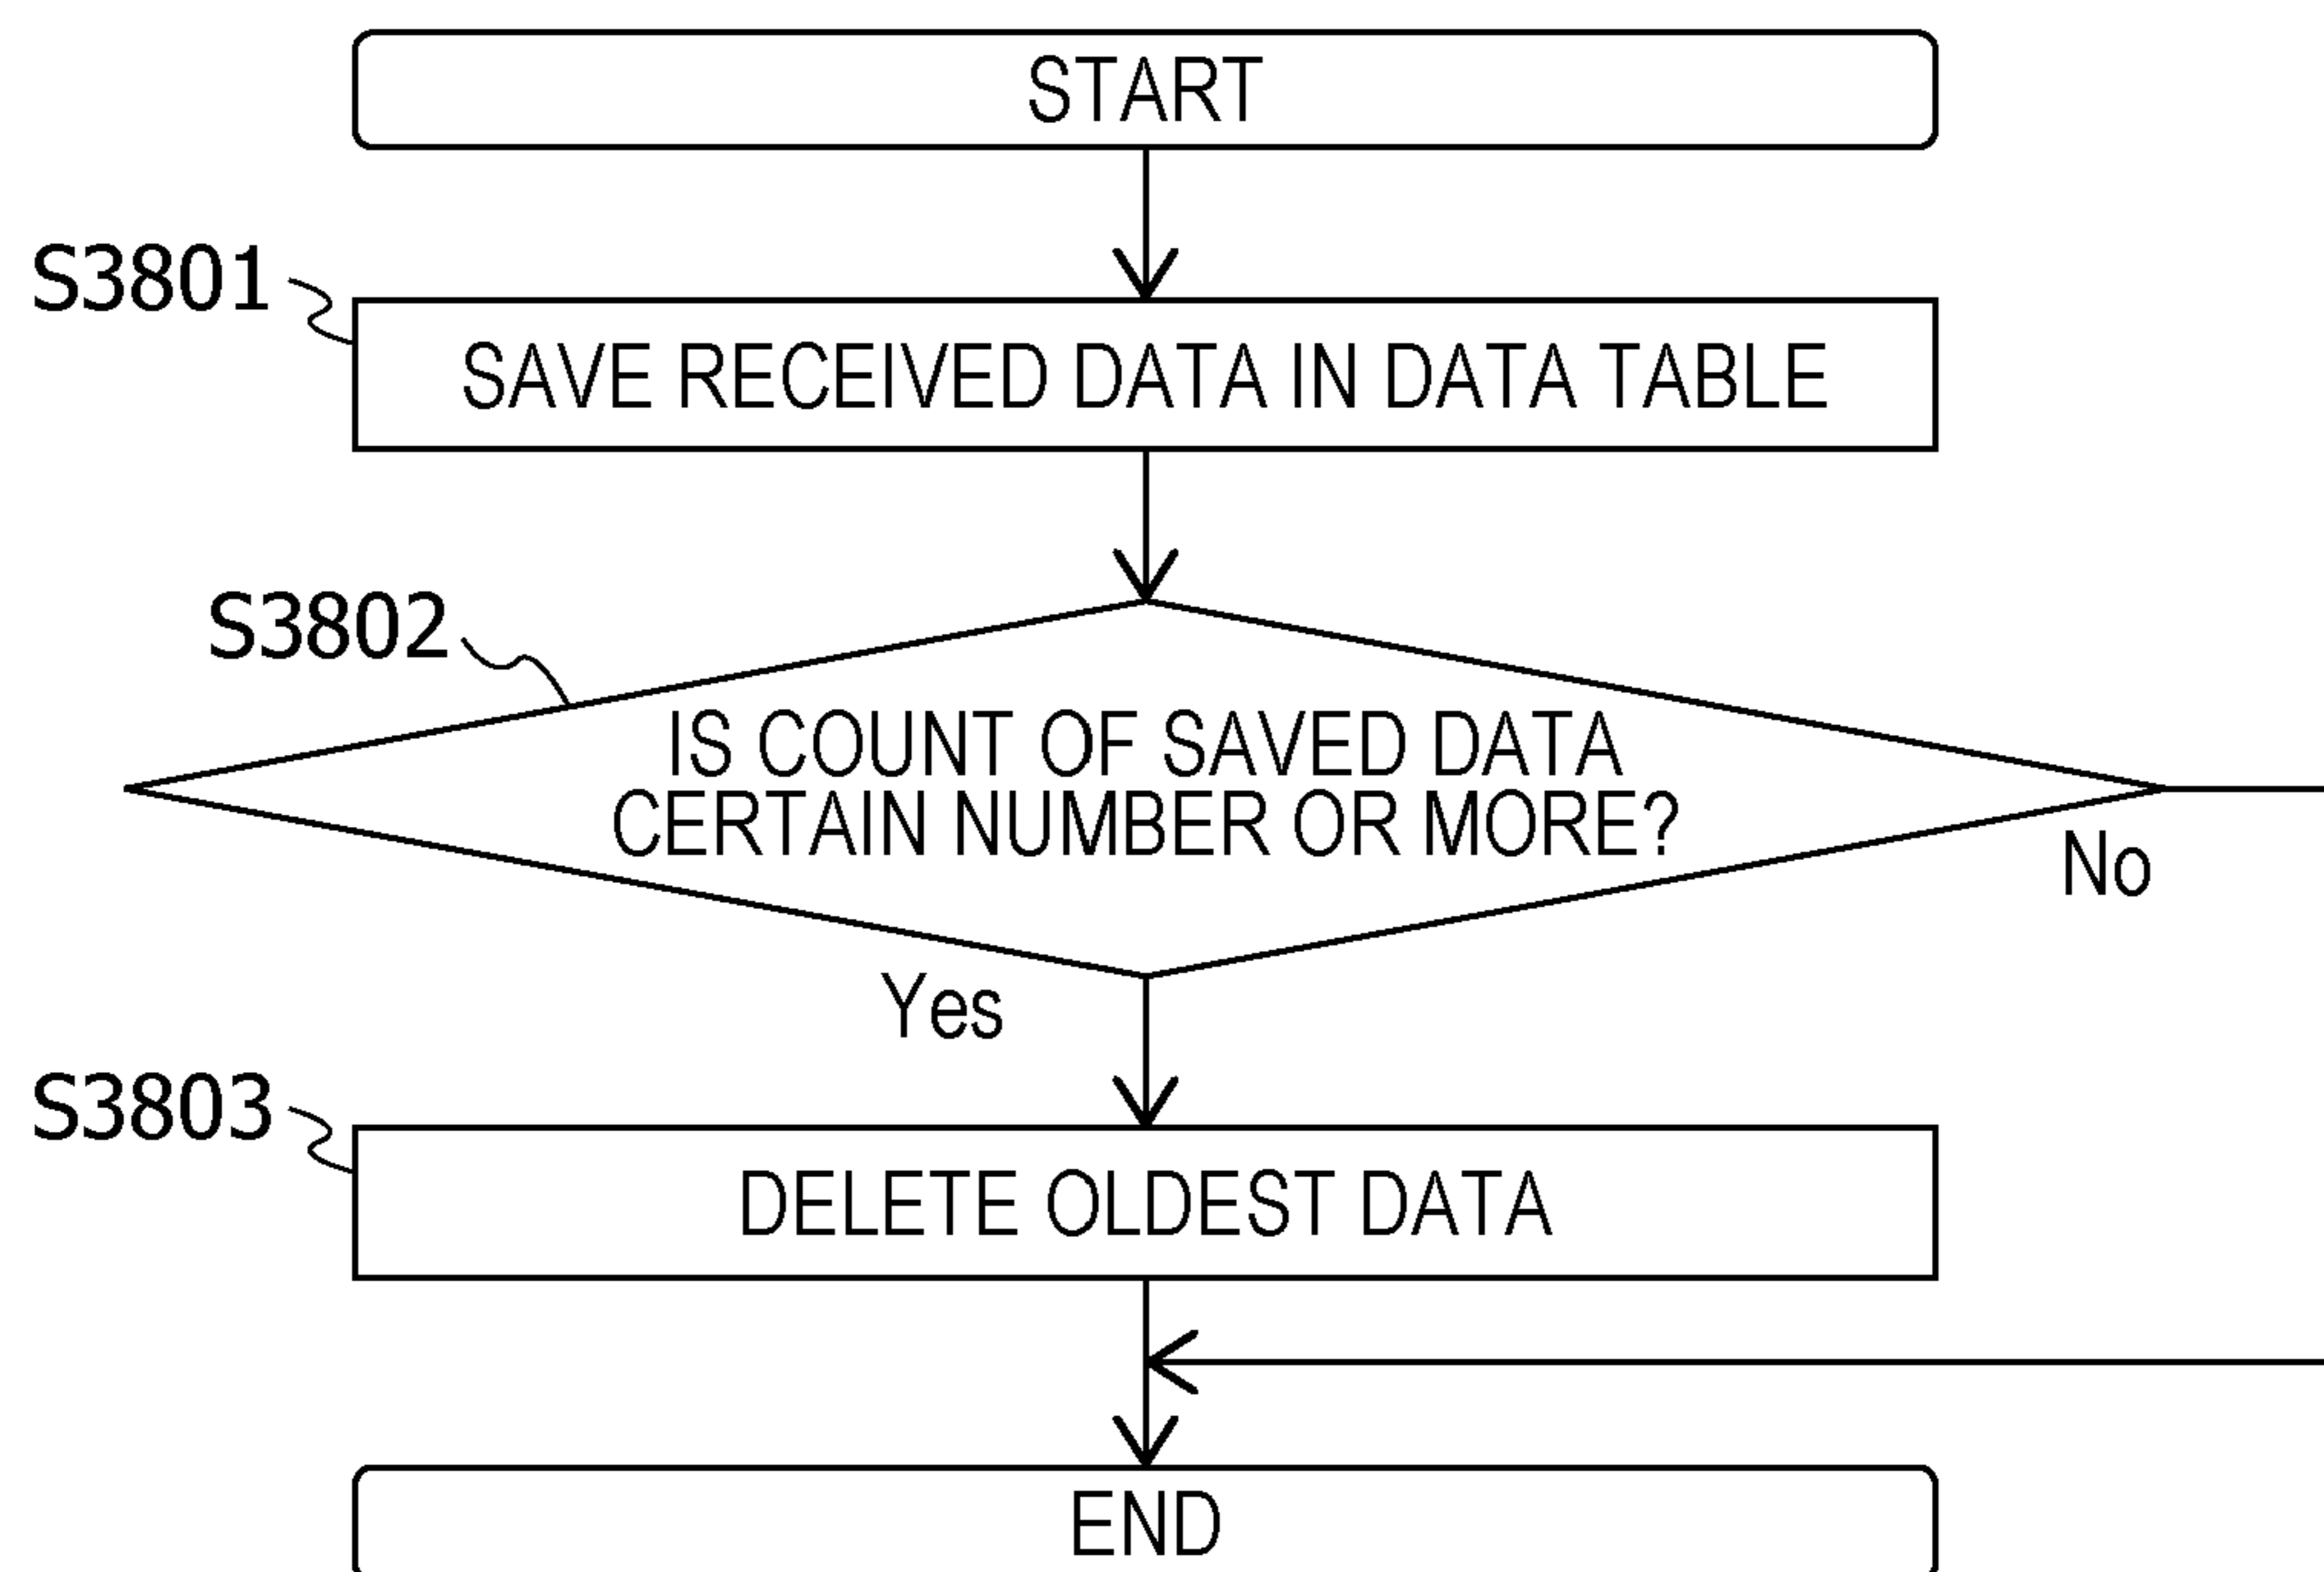 START
S3801
SAVE RECEIVED DATA IN DATA TABLE
S3802
IS COUNT OF SAVED DATA
CERTAIN NUMBER OR MORE?
No
Yes
S3803
DELETE OLDEST DATA
END